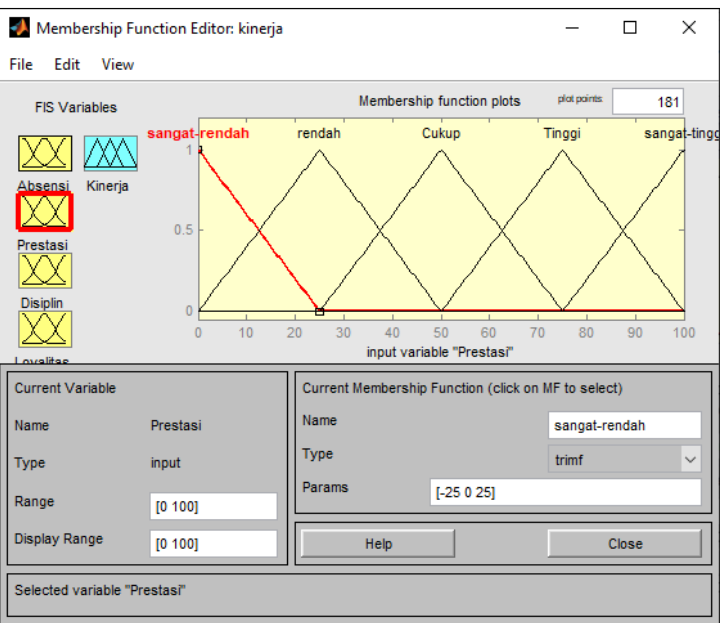 Membership Function Editor: kinerja
File Edit View
FIS Variables
Membership function plots
plot points:
181
sangat-rendah rendah Cukup Tinggi sangat-tingg
1
0.5
0
0 10 20 30 40 50 60 70 80 90 100
input variable "Prestasi"
Absensi
Kinerja
Prestasi
Disiplin
Loyalitas
Current Variable
Name Prestasi
Type input
Range [0 100]
Display Range [0 100]
Current Membership Function (click on MF to select)
Name sangat-rendah
Type trimf
Params [-25 0 25]
Help Close
Selected variable "Prestasi"